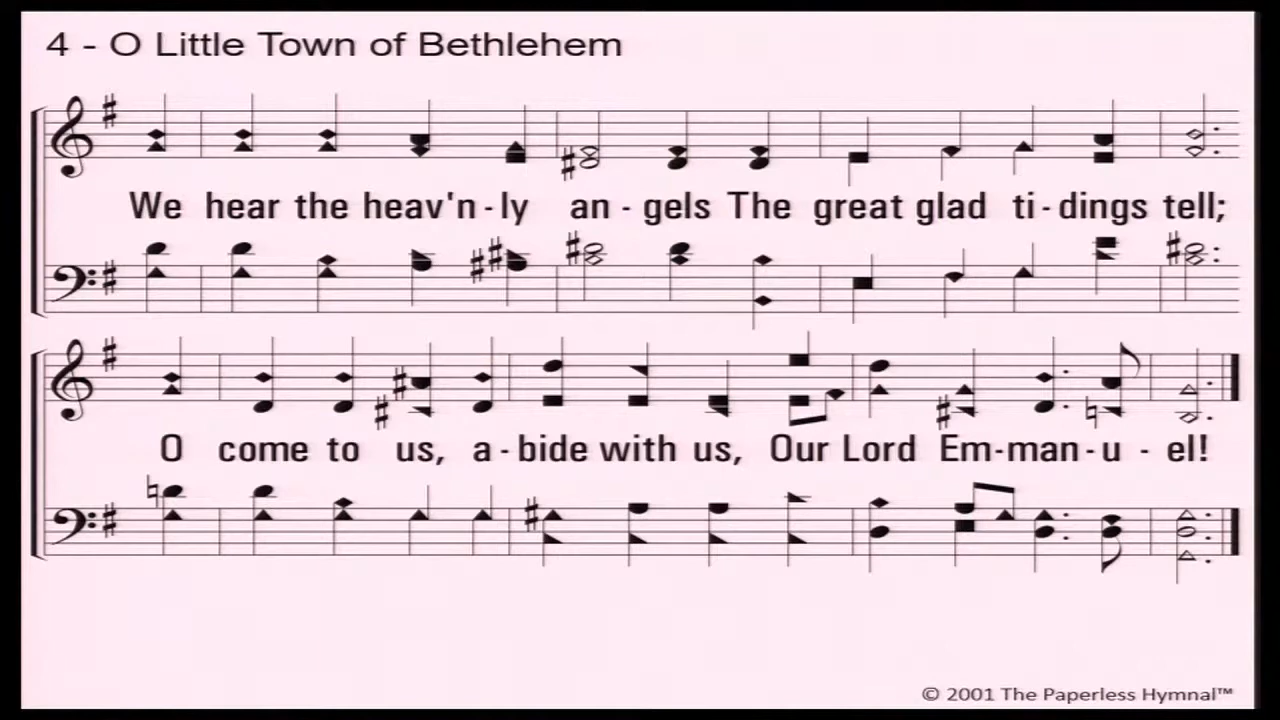 4 - O Little Town of Bethlehem
We hear the heav'n - ly an - gels The great glad ti - dings tell;
O come to us, a - bide with us, Our Lord Em - man - u - el!
© 2001 The Paperless Hymnal™